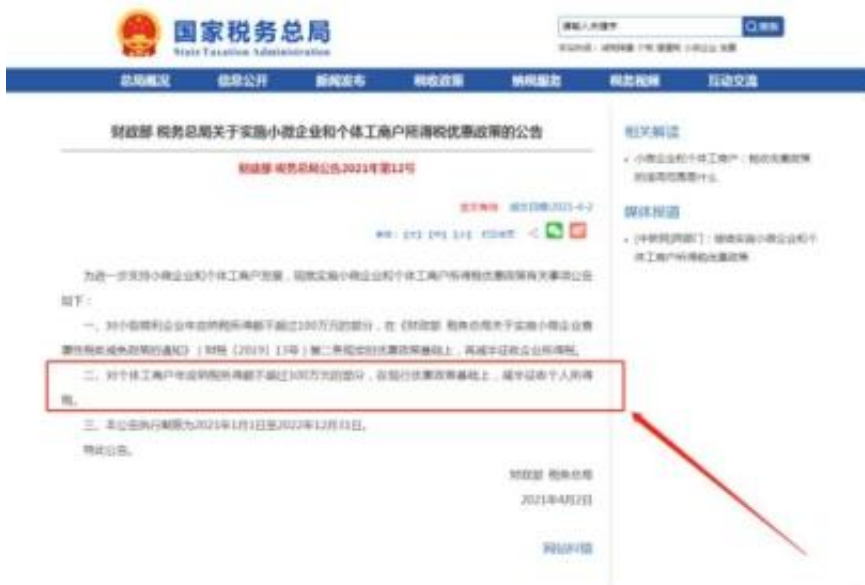 国家税务总局
State Taxation Administration
总局概况 信息公开 新闻发布 税收政策 纳税服务 税务视频 互动交流
财政部 税务总局关于实施小微企业和个体工商户所得税优惠政策的公告
财政部 税务总局公告2021年第12号
全文有效 成文日期:2021-4-2
为进一步支持小微企业和个体工商户发展，现就实施小微企业和个体工商户所得税优惠政策有关事项公告
如下：
一、对小型微利企业年应纳税所得额不超过100万元的部分，在《财政部 税务总局关于实施小微企业普
惠性税收减免政策的通知》（财税〔2019〕13号）第二条规定的优惠政策基础上，再减半征收企业所得税。
二、对个体工商户年应纳税所得额不超过100万元的部分，在现行优惠政策基础上，减半征收个人所得
税。
三、本公告执行期限为2021年1月1日至2022年12月31日。
特此公告。
财政部 税务总局
2021年4月2日
网站纠错
相关解读
媒体报道